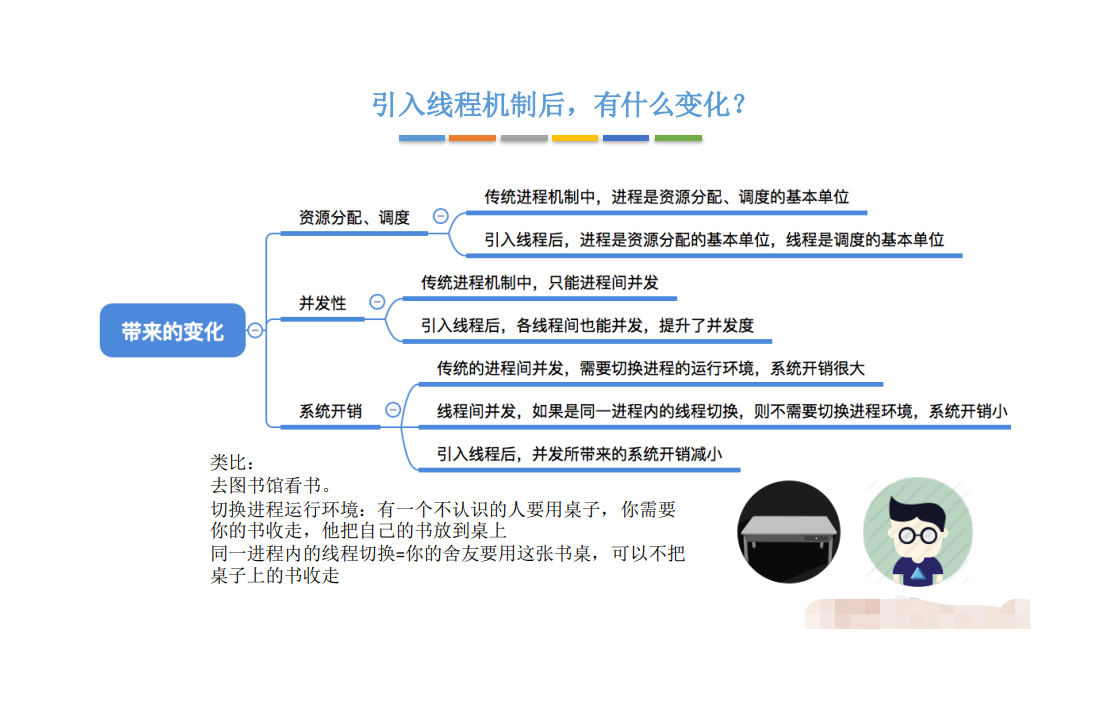 引入线程机制后，有什么变化？
带来的变化
资源分配、调度
传统进程机制中，进程是资源分配、调度的基本单位
引入线程后，进程是资源分配的基本单位，线程是调度的基本单位
并发性
传统进程机制中，只能进程间并发
引入线程后，各线程间也能并发，提升了并发度
系统开销
传统的进程间并发，需要切换进程的运行环境，系统开销很大
线程间并发，如果是同一进程内的线程切换，则不需要切换进程环境，系统开销小
引入线程后，并发所带来的系统开销减小
类比：
去图书馆看书。
切换进程运行环境：有一个不认识的人要用桌子，你需要
你的书收走，他把自己的书放到桌上
同一进程内的线程切换=你的舍友要用这张书桌，可以不把
桌子上的书收走